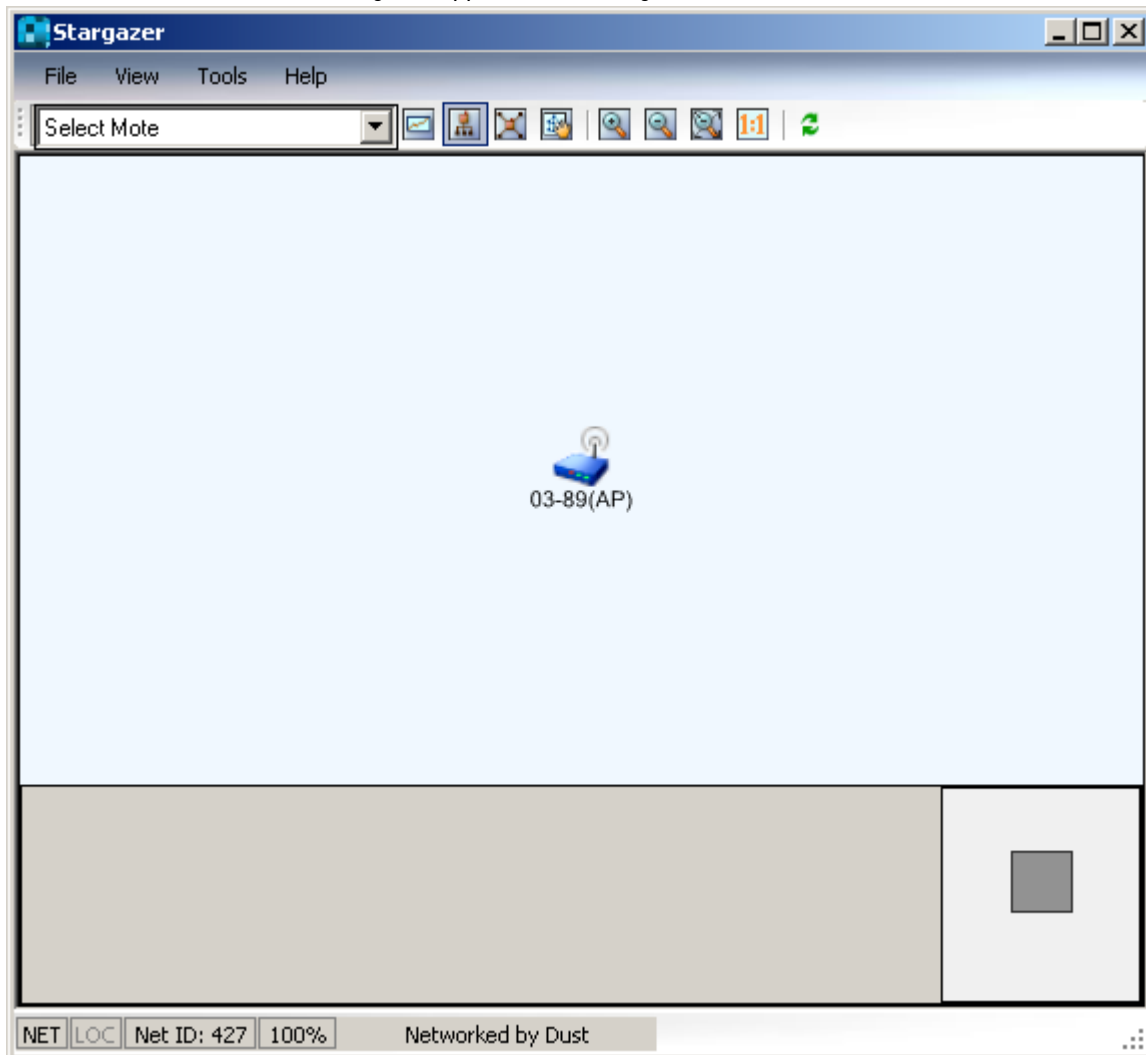 Stargazer
File View Tools Help
Select Mote
1:1
03-89(AP)
NET LOC Net ID: 427 100% Networked by Dust